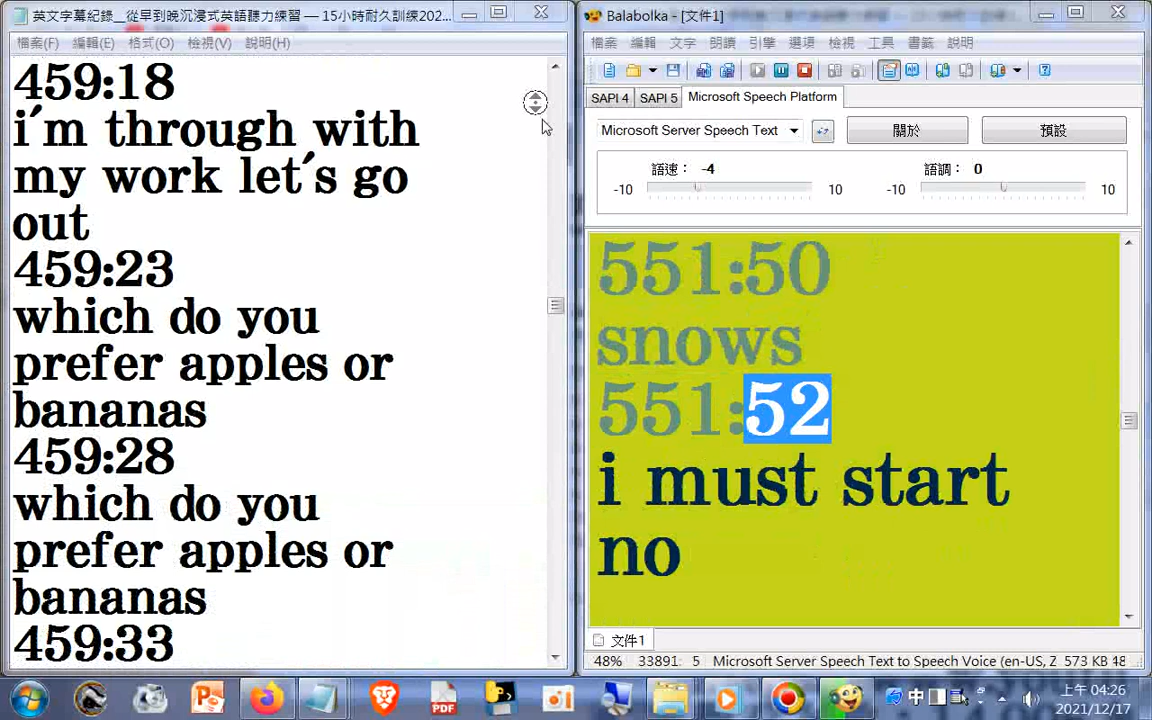 英文字幕紀錄__從早到晚沉浸式英語聽力練習 — 15小時耐久訓練202...
檔案(F) 編輯(E) 格式(O) 檢視(V) 說明(H)
459:18
i'm through with
my work let's go
out
459:23
which do you
prefer apples or
bananas
459:28
which do you
prefer apples or
bananas
459:33
Balabolka - [文件1]
檔案 編輯 文字 朗讀 引擎 選項 檢視 工具 書籤 說明
SAPI 4 SAPI 5 Microsoft Speech Platform
Microsoft Server Speech Text 關於 預設
語速： -4 語調： 0
-10 10 -10 10
551:50
snows
551:52
i must start
no
文件1
48% 33891: 5 Microsoft Server Speech Text to Speech Voice (en-US, Z 573 KB 48
PDF 中 上午 04:26
2021/12/17